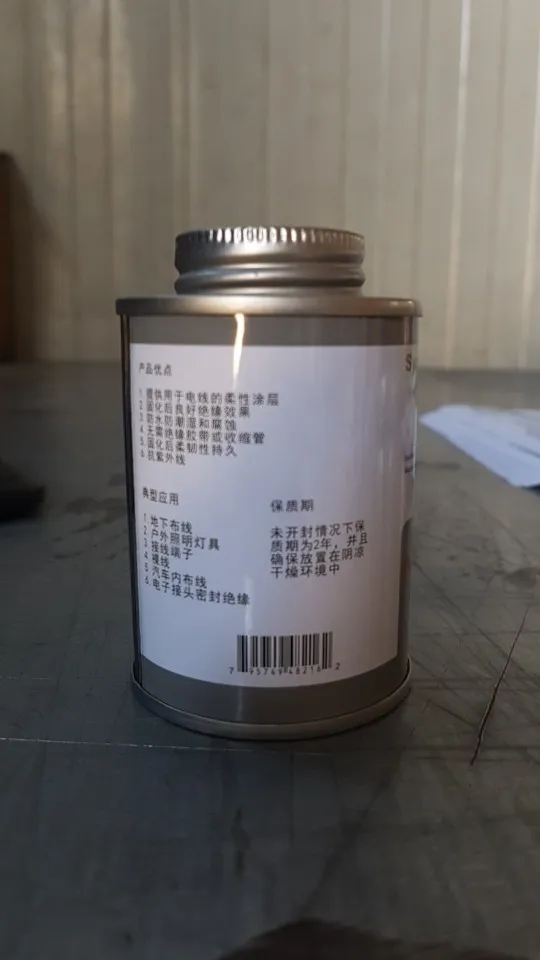 产品优点
1.提供用于电线的柔性涂层
2.固化后良好绝缘效果
3.防水防潮湿和腐蚀
4.无需绝缘胶带或收缩管
5.固化后柔韧性持久
6.抗紫外线
典型应用
1.地下布线
2.户外照明灯具
3.接线端子
4.裸线
5.汽车内布线
6.电子接头密封绝缘
保质期
未开封情况下保
质期为2年，并且
确保放置在阴凉
干燥环境中
S